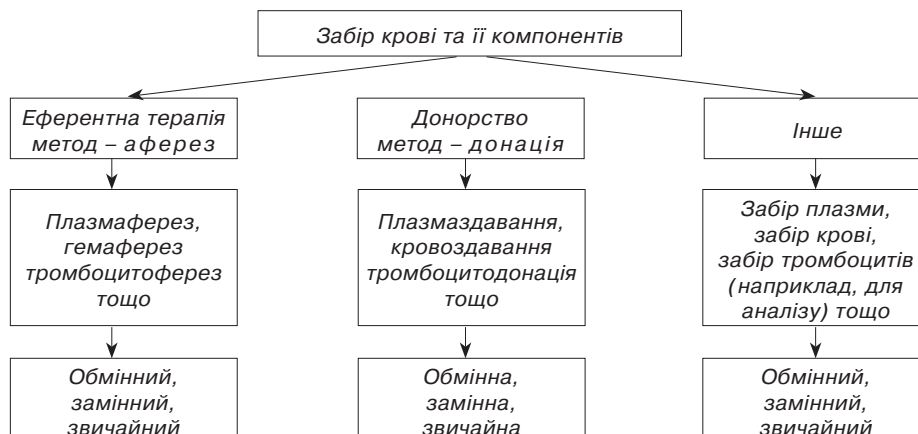 Забір крові та її компонентів
Еферентна терапія
метод – аферез
Донорство
метод – донація
Інше
Плазмаферез,
гемаферез
тромбоцитоферез
тощо
Плазмаздавання,
кровоздавання
тромбоцитодонація
тощо
Забір плазми,
забір крові,
забір тромбоцитів
(наприклад, для
аналізу) тощо
Обмінний,
замінний,
звичайний
Обмінна,
замінна,
звичайна
Обмінний,
замінний,
звичайний